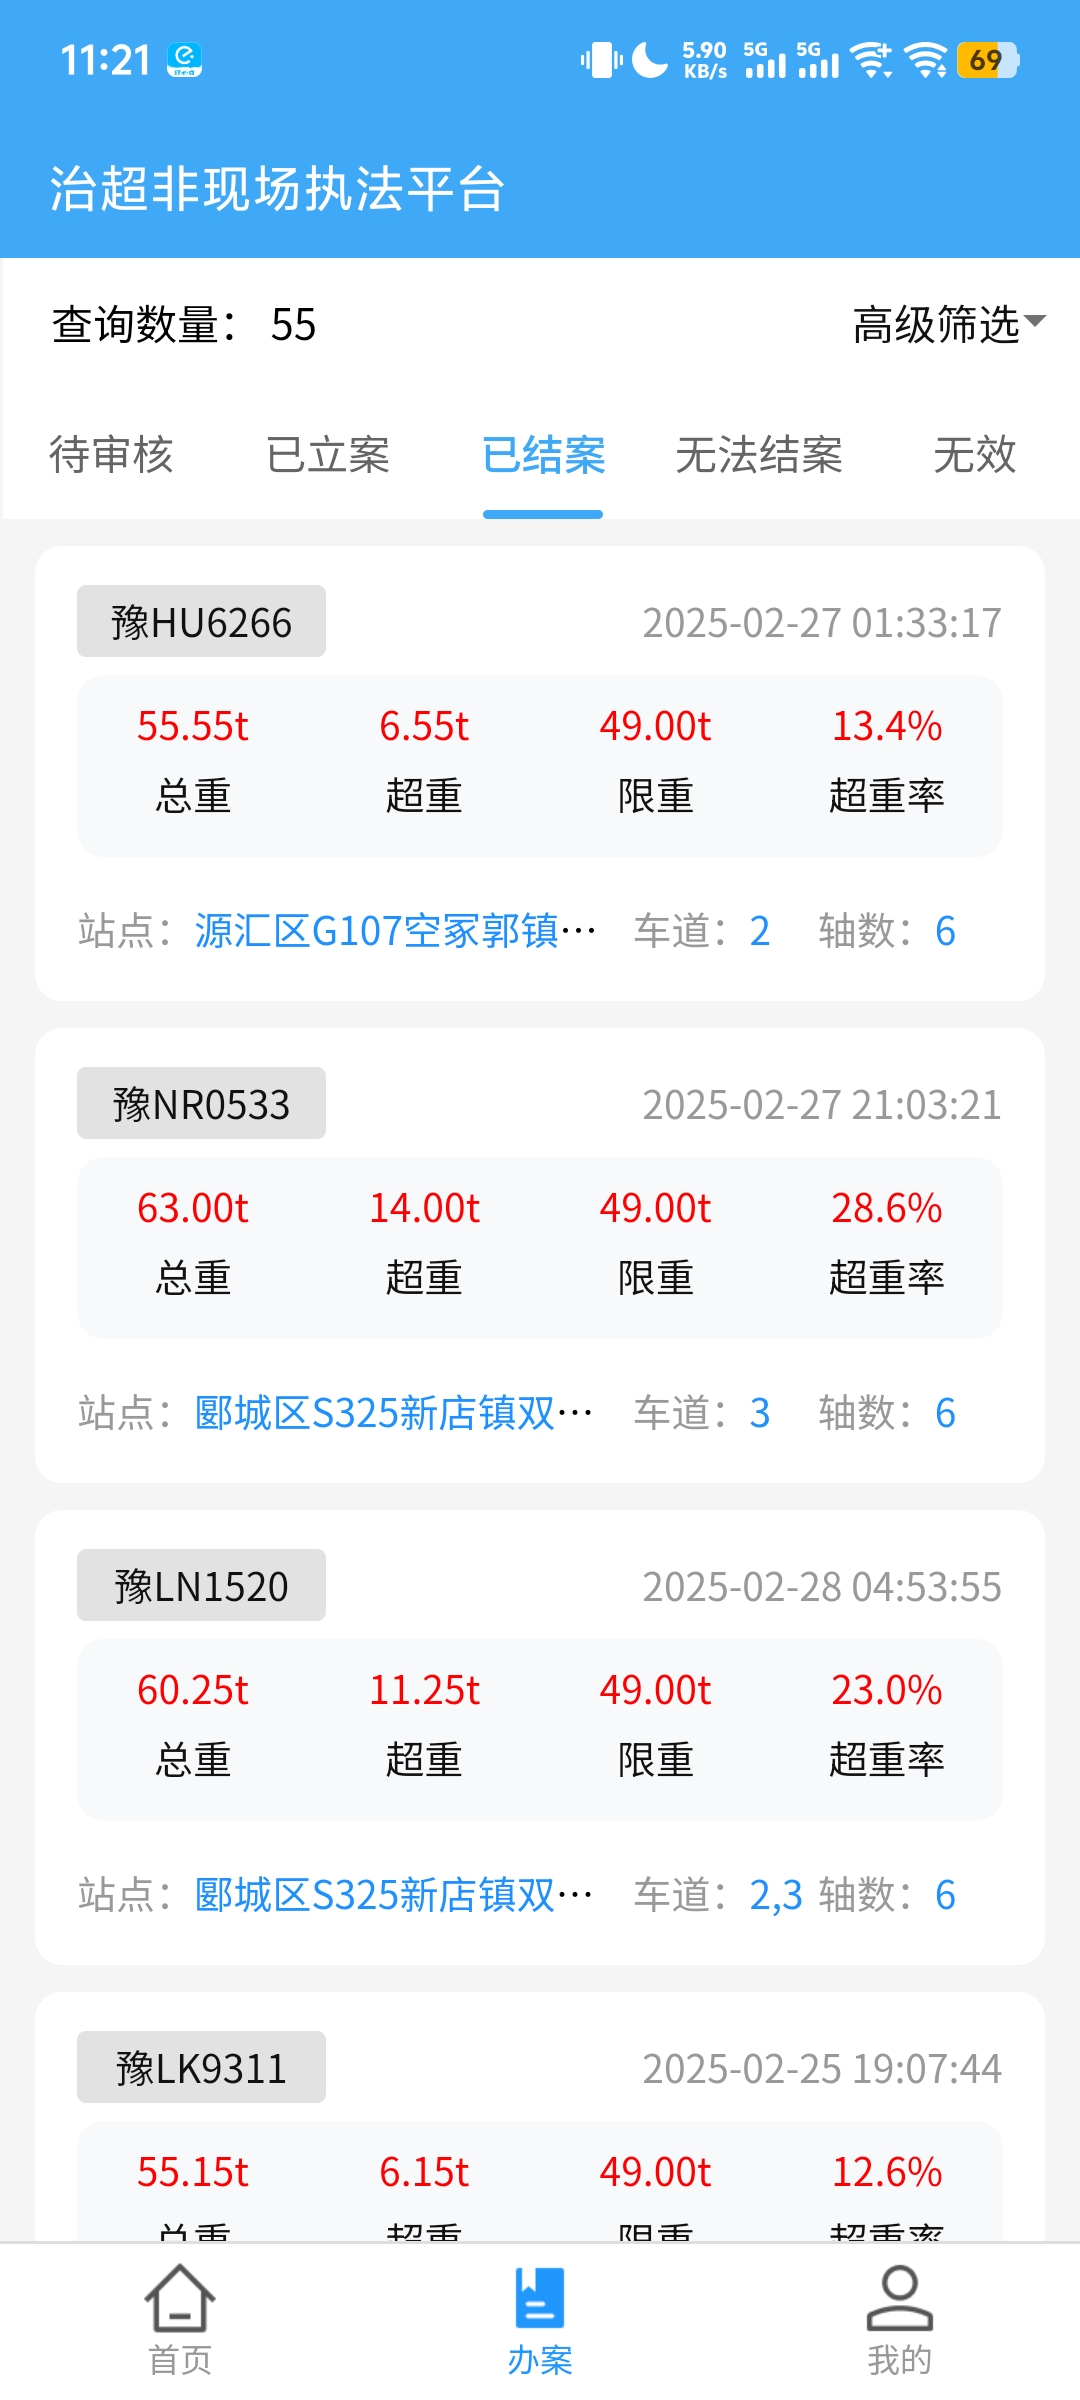 11:21
5.90 KB/s 5G 5G 69
治超非现场执法平台
查询数量： 55 高级筛选
待审核 已立案 已结案 无法结案 无效
豫HU6266 2025-02-27 01:33:17
55.55t 6.55t 49.00t 13.4%
总重 超重 限重 超重率
站点：源汇区G107空冢郭镇… 车道：2 轴数：6
豫NR0533 2025-02-27 21:03:21
63.00t 14.00t 49.00t 28.6%
总重 超重 限重 超重率
站点：郾城区S325新店镇双… 车道：3 轴数：6
豫LN1520 2025-02-28 04:53:55
60.25t 11.25t 49.00t 23.0%
总重 超重 限重 超重率
站点：郾城区S325新店镇双… 车道：2,3 轴数：6
豫LK9311 2025-02-25 19:07:44
55.15t 6.15t 49.00t 12.6%
总重 超重 限重 超重率
首页 办案 我的